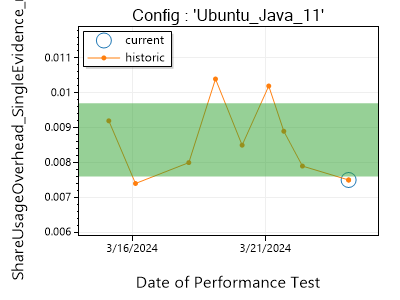 Config : 'Ubuntu_Java_11'
current
historic
0.011
0.01
0.009
0.008
0.007
0.006
3/16/2024
3/21/2024
Date of Performance Test
ShareUsageOverhead_SingleEvidence_